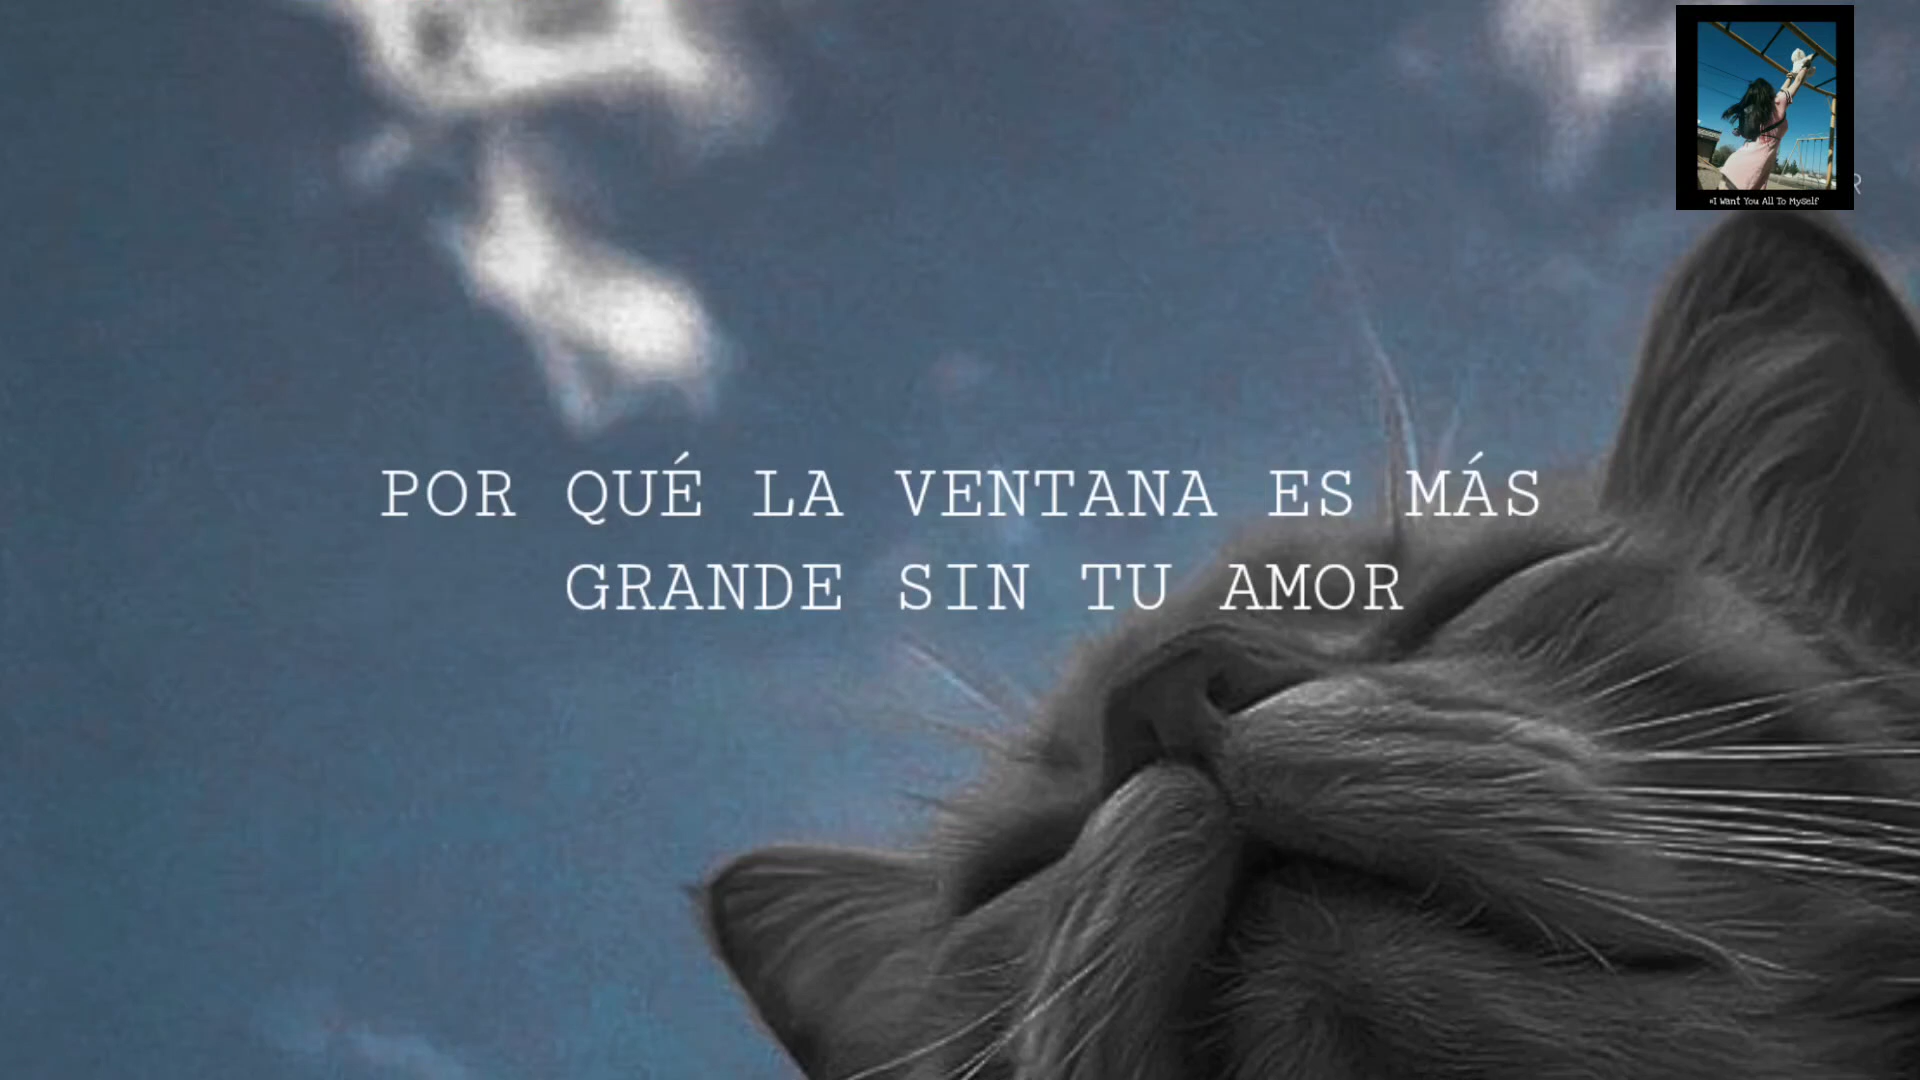 «I Want You All To Myself
POR QUÉ LA VENTANA ES MÁS
GRANDE SIN TU AMOR